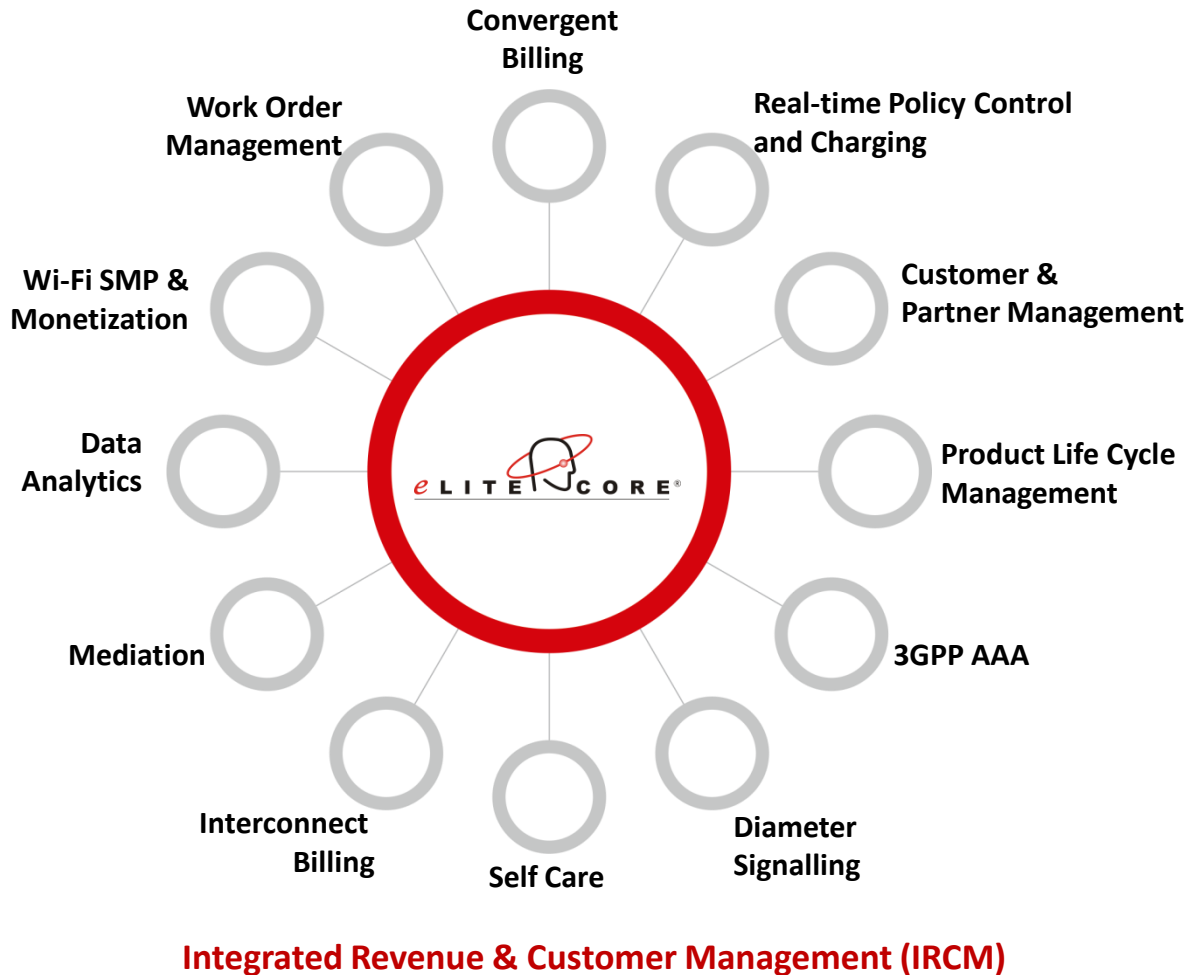 Convergent
Billing
Real-time Policy Control
and Charging
Customer &
Partner Management
Product Life Cycle
Management
3GPP AAA
Diameter
Signalling
Self Care
Interconnect
Billing
Mediation
Data
Analytics
Wi-Fi SMP &
Monetization
Work Order
Management
eLITECORE®
Integrated Revenue & Customer Management (IRCM)